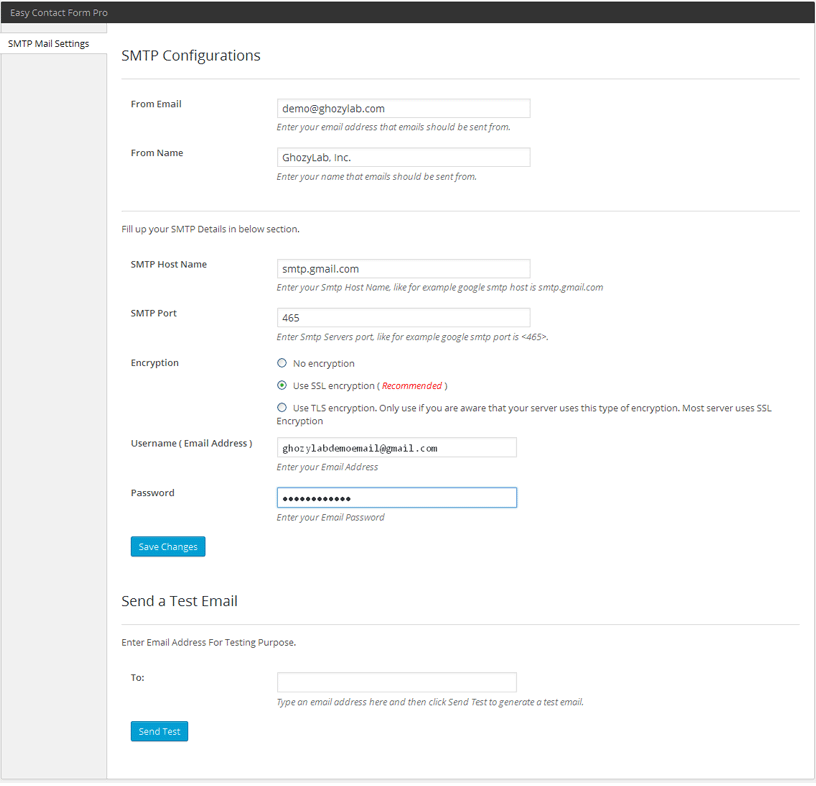 Easy Contact Form Pro
SMTP Mail Settings
SMTP Configurations
From Email
demo@ghozylab.com
Enter your email address that emails should be sent from.
From Name
GhozyLab, Inc.
Enter your name that emails should be sent from.
Fill up your SMTP Details in below section.
SMTP Host Name
smtp.gmail.com
Enter your Smtp Host Name, like for example google smtp host is smtp.gmail.com
SMTP Port
465
Enter Smtp Servers port, like for example google smtp port is <465>.
Encryption
No encryption
Use SSL encryption ( Recommended )
Use TLS encryption. Only use if you are aware that your server uses this type of encryption. Most server uses SSL
Encryption
Username ( Email Address )
ghozylabdemoemail@gmail.com
Enter your Email Address
Password
••••••••••••
Enter your Email Password
Save Changes
Send a Test Email
Enter Email Address For Testing Purpose.
To:
Type an email address here and then click Send Test to generate a test email.
Send Test